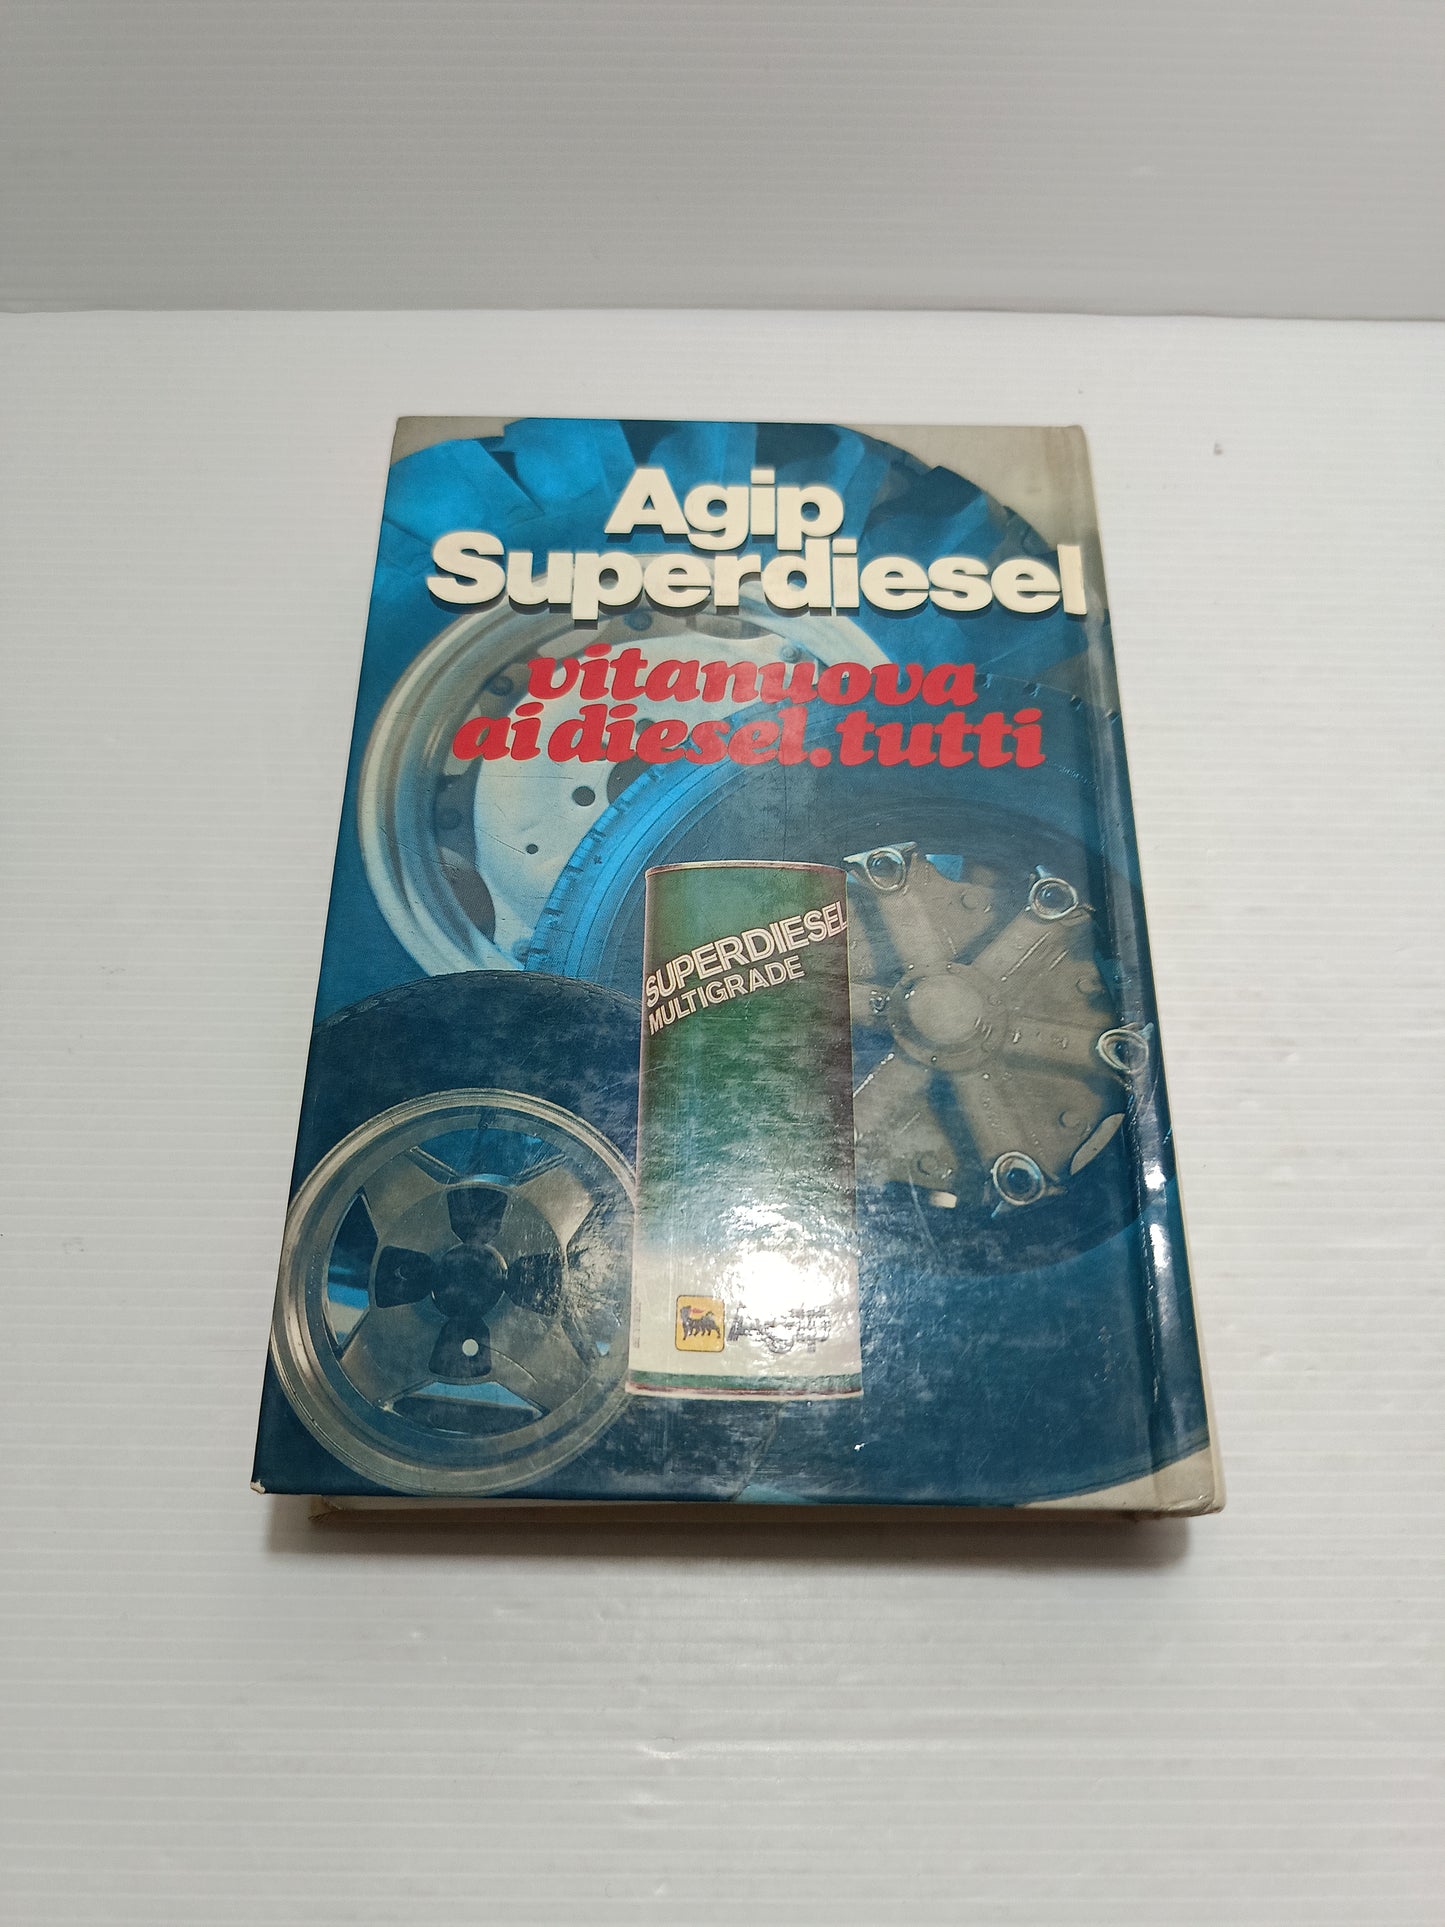 Agip
Superdiesel
vitanuova
ai diesel.tutti
SUPERDIESEL
MULTIGRADE
Agip